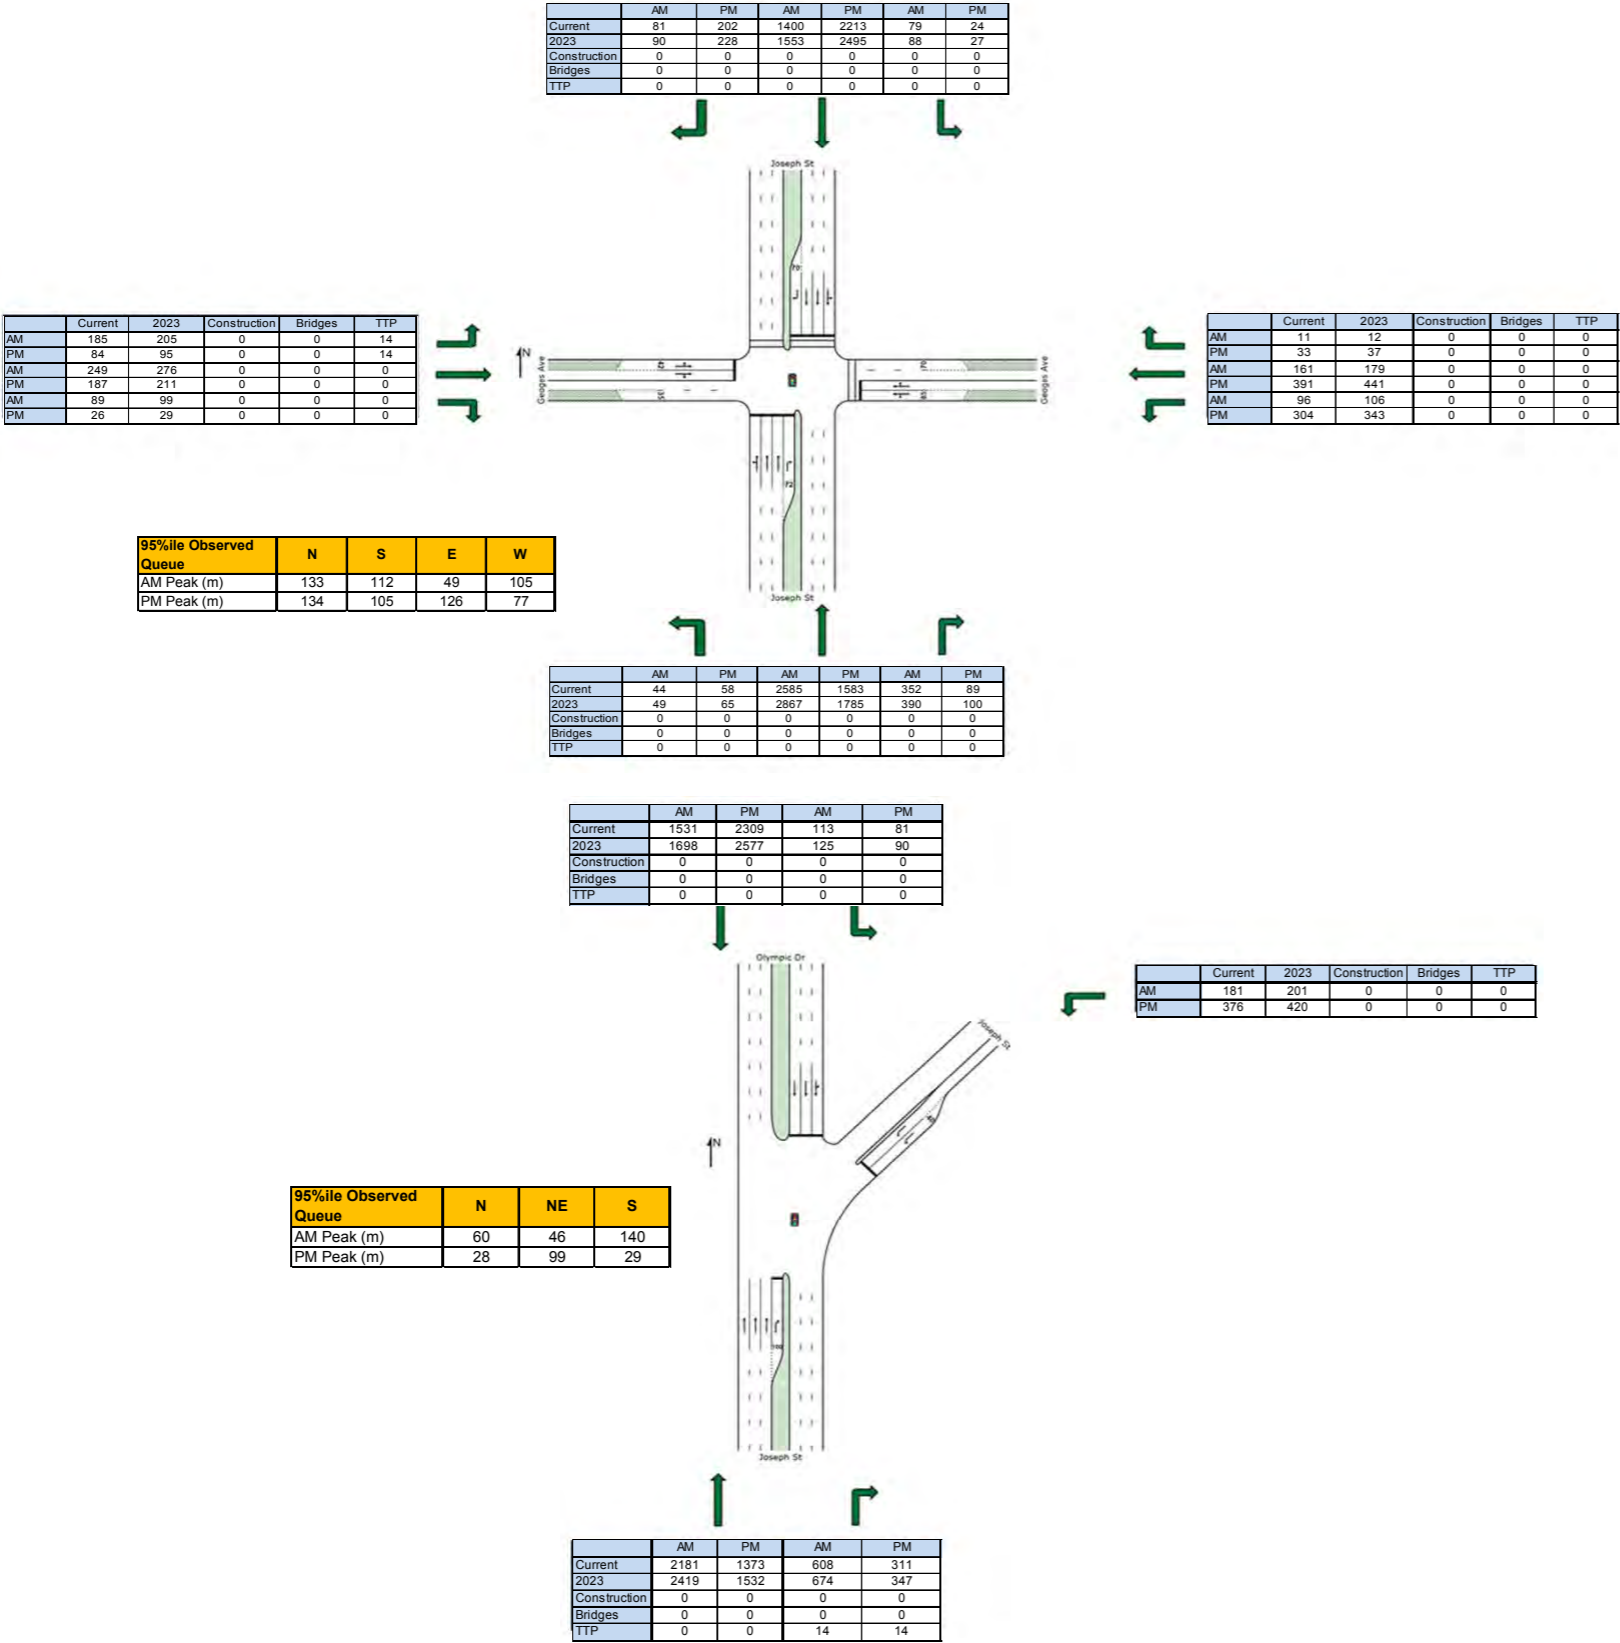 AM PM AM PM AM PM
Current 81 202 1400 2213 79 24
2023 90 228 1553 2495 88 27
Construction 0 0 0 0 0 0
Bridges 0 0 0 0 0 0
TTP 0 0 0 0 0 0
Joseph St
70
Current 2023 Construction Bridges TTP
AM 185 205 0 0 14
PM 84 95 0 0 14
AM 249 276 0 0 0
PM 187 211 0 0 0
AM 89 99 0 0 0
PM 26 29 0 0 0
N
Geoges Ave
42
35
70
Geoges Ave
Current 2023 Construction Bridges TTP
AM 11 12 0 0 0
PM 33 37 0 0 0
AM 161 179 0 0 0
PM 391 441 0 0 0
AM 96 106 0 0 0
PM 304 343 0 0 0
72
Joseph St
95%ile Observed
Queue N S E W
AM Peak (m) 133 112 49 105
PM Peak (m) 134 105 126 77
AM PM AM PM AM PM
Current 44 58 2585 1583 352 89
2023 49 65 2867 1785 390 100
Construction 0 0 0 0 0 0
Bridges 0 0 0 0 0 0
TTP 0 0 0 0 0 0
AM PM AM PM
Current 1531 2309 113 81
2023 1698 2577 125 90
Construction 0 0 0 0
Bridges 0 0 0 0
TTP 0 0 0 0
Olympic Dr
Current 2023 Construction Bridges TTP
AM 181 201 0 0 0
PM 376 420 0 0 0
Joseph St
N
95%ile Observed
Queue N NE S
AM Peak (m) 60 46 140
PM Peak (m) 28 99 29
100
Joseph St
AM PM AM PM
Current 2181 1373 608 311
2023 2419 1532 674 347
Construction 0 0 0 0
Bridges 0 0 0 0
TTP 0 0 14 14